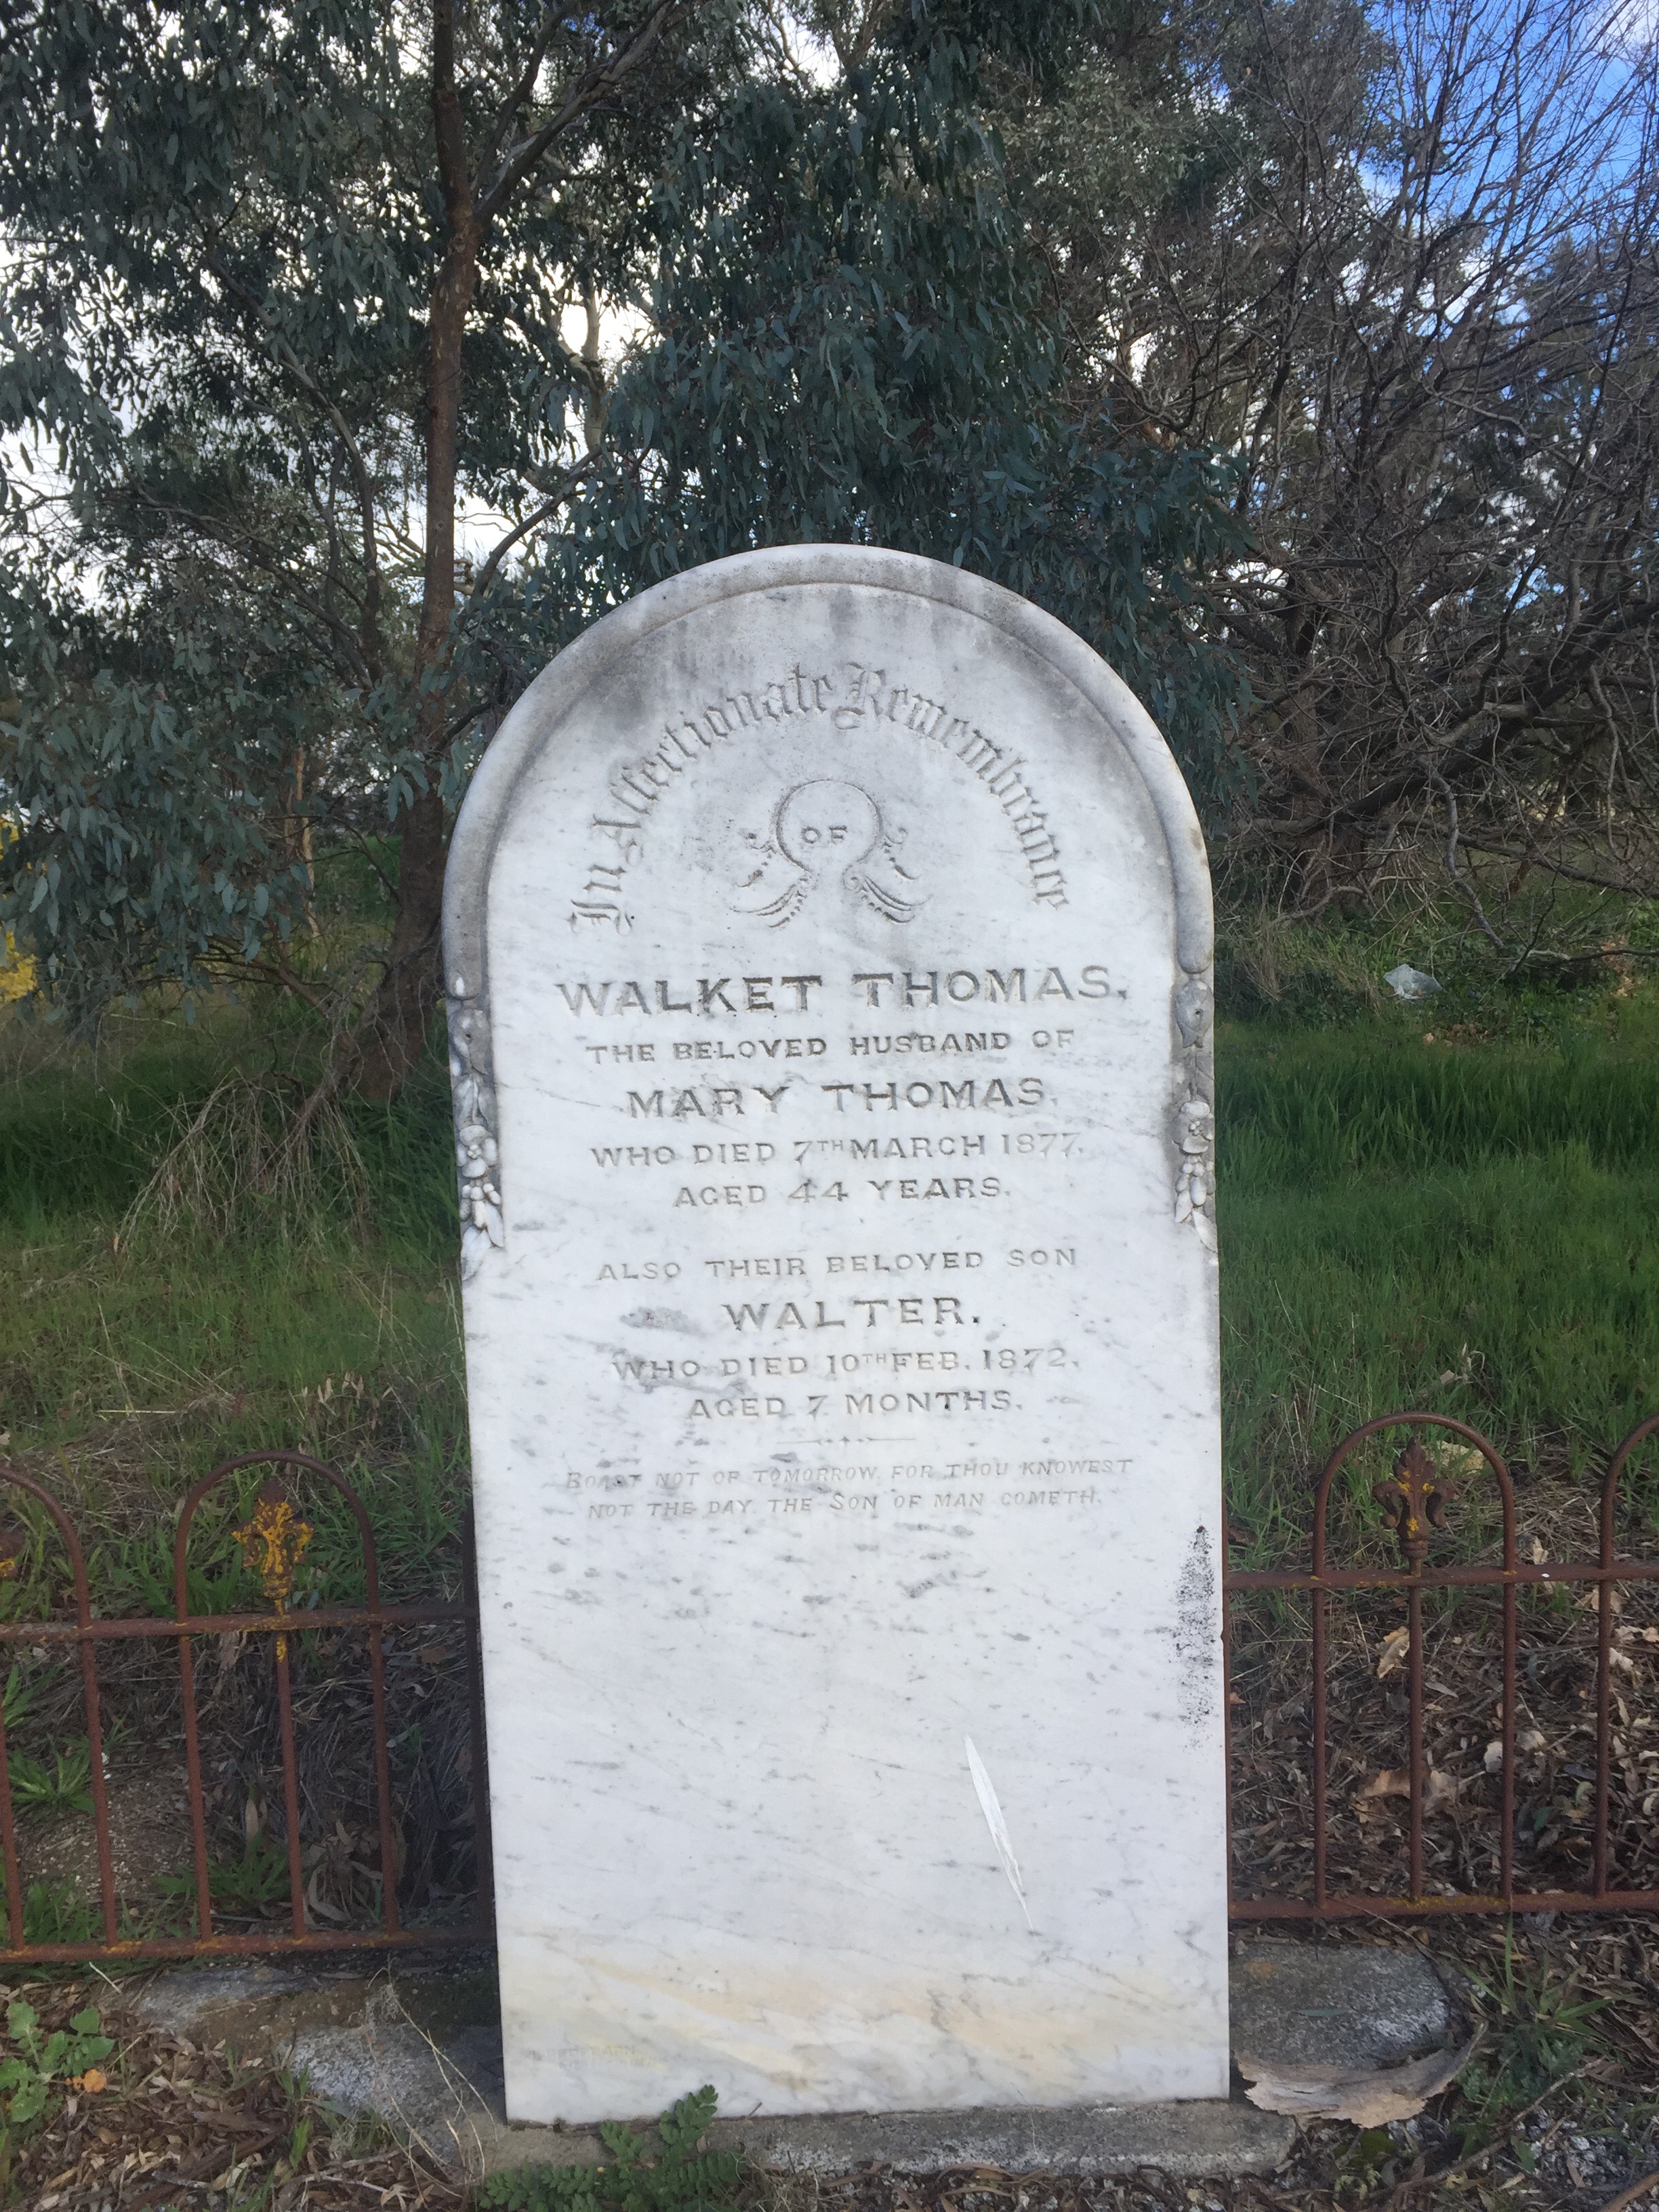 In Affectionate Remembrance
OF
WALKET THOMAS,
THE BELOVED HUSBAND OF
MARY THOMAS,
WHO DIED 7TH MARCH 1877,
AGED 44 YEARS.
ALSO THEIR BELOVED SON
WALTER,
WHO DIED 10TH FEB. 1872,
AGED 7 MONTHS.
BOAST NOT OF TOMORROW, FOR THOU KNOWEST
NOT THE DAY, THE SON OF MAN COMETH.